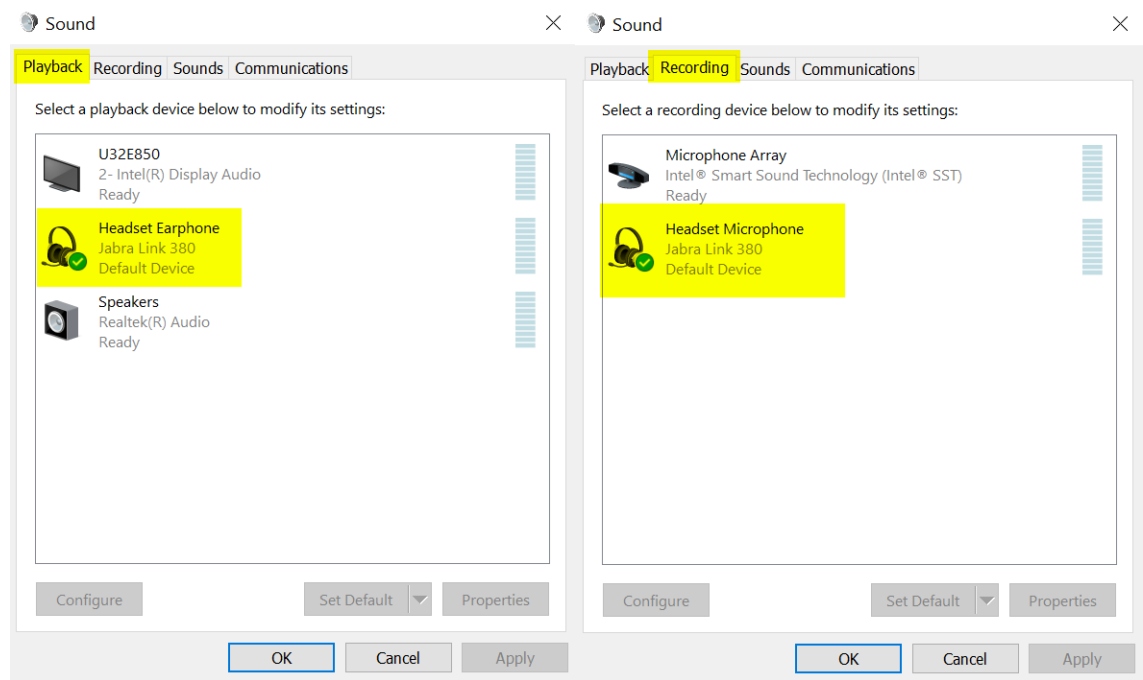 Sound
Playback Recording Sounds Communications
Select a playback device below to modify its settings:
U32E850
2- Intel(R) Display Audio
Ready
Headset Earphone
Jabra Link 380
Default Device
Speakers
Realtek(R) Audio
Ready
Configure Set Default Properties
OK Cancel Apply
Sound
Playback Recording Sounds Communications
Select a recording device below to modify its settings:
Microphone Array
Intel® Smart Sound Technology (Intel® SST)
Ready
Headset Microphone
Jabra Link 380
Default Device
Configure Set Default Properties
OK Cancel Apply